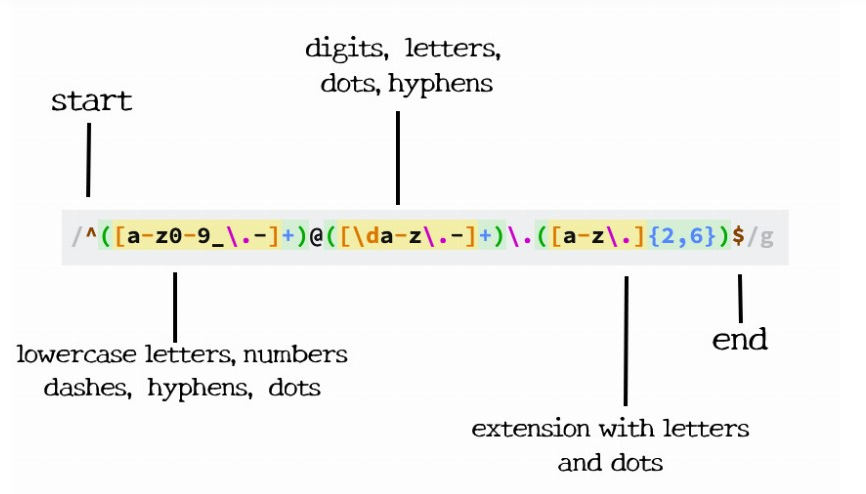 digits, letters,
dots, hyphens
start
/^([a-z0-9_\.-]+)@([\da-z\.-]+)\.([a-z\.]{2,6})$/g
lowercase letters, numbers
dashes, hyphens, dots
end
extension with letters
and dots